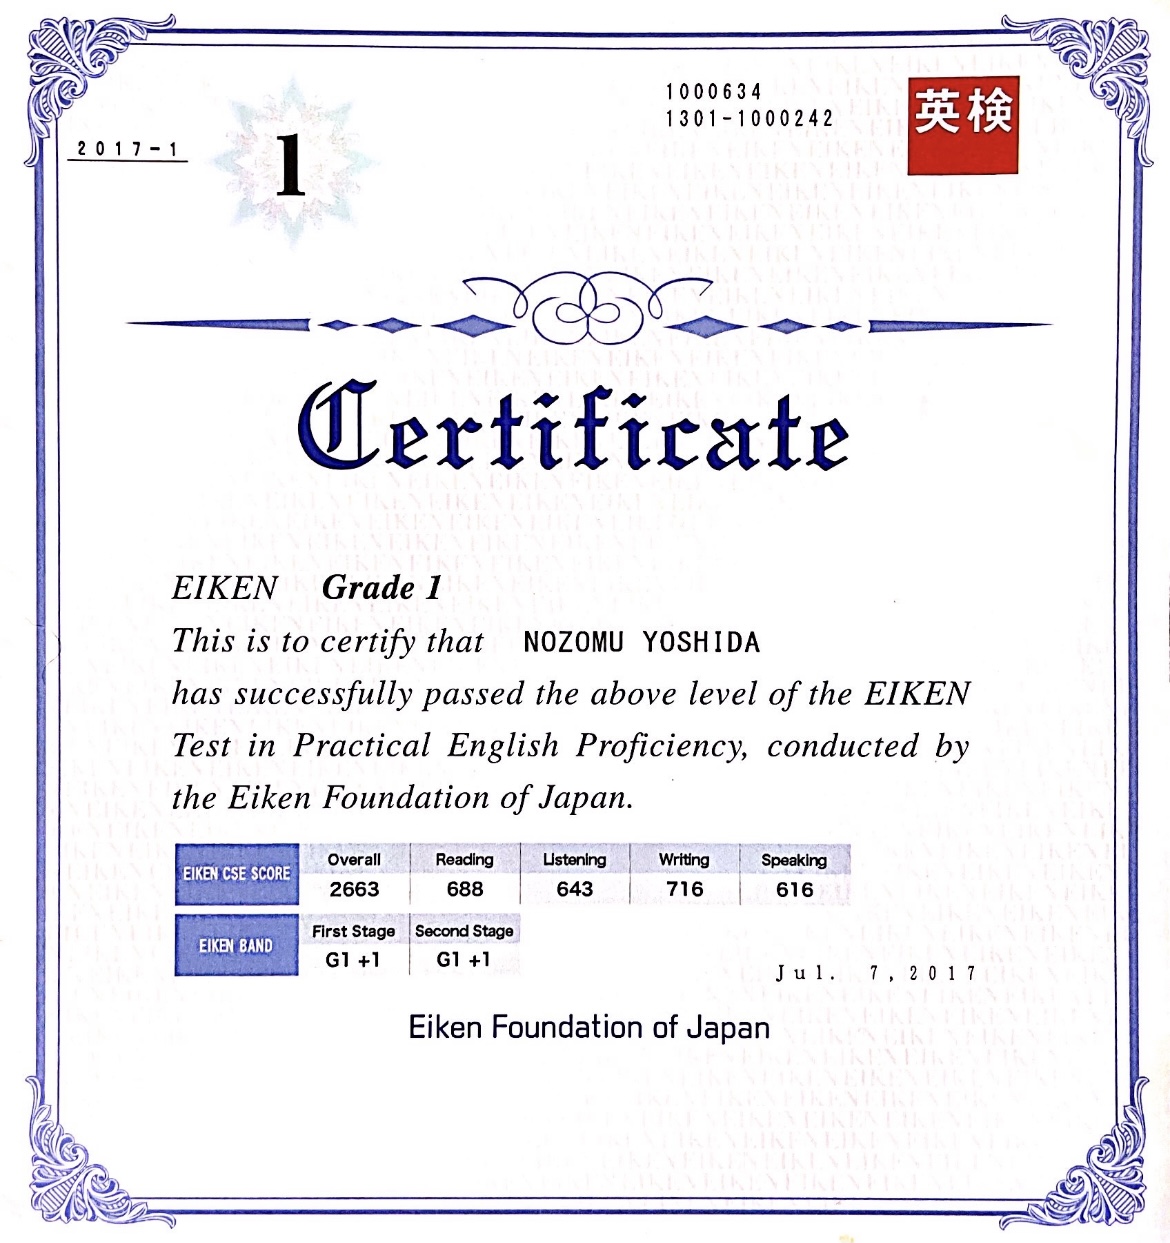 2017-1
1
1000634
1301-1000242
英検
Certificate
EIKEN Grade 1
This is to certify that NOZOMU YOSHIDA
has successfully passed the above level of the EIKEN
Test in Practical English Proficiency, conducted by
the Eiken Foundation of Japan.
EIKEN CSE SCORE
Overall Reading Listening Writing Speaking
2663 688 643 716 616
EIKEN BAND
First Stage Second Stage
G1 +1 G1 +1
Jul. 7,2017
Eiken Foundation of Japan